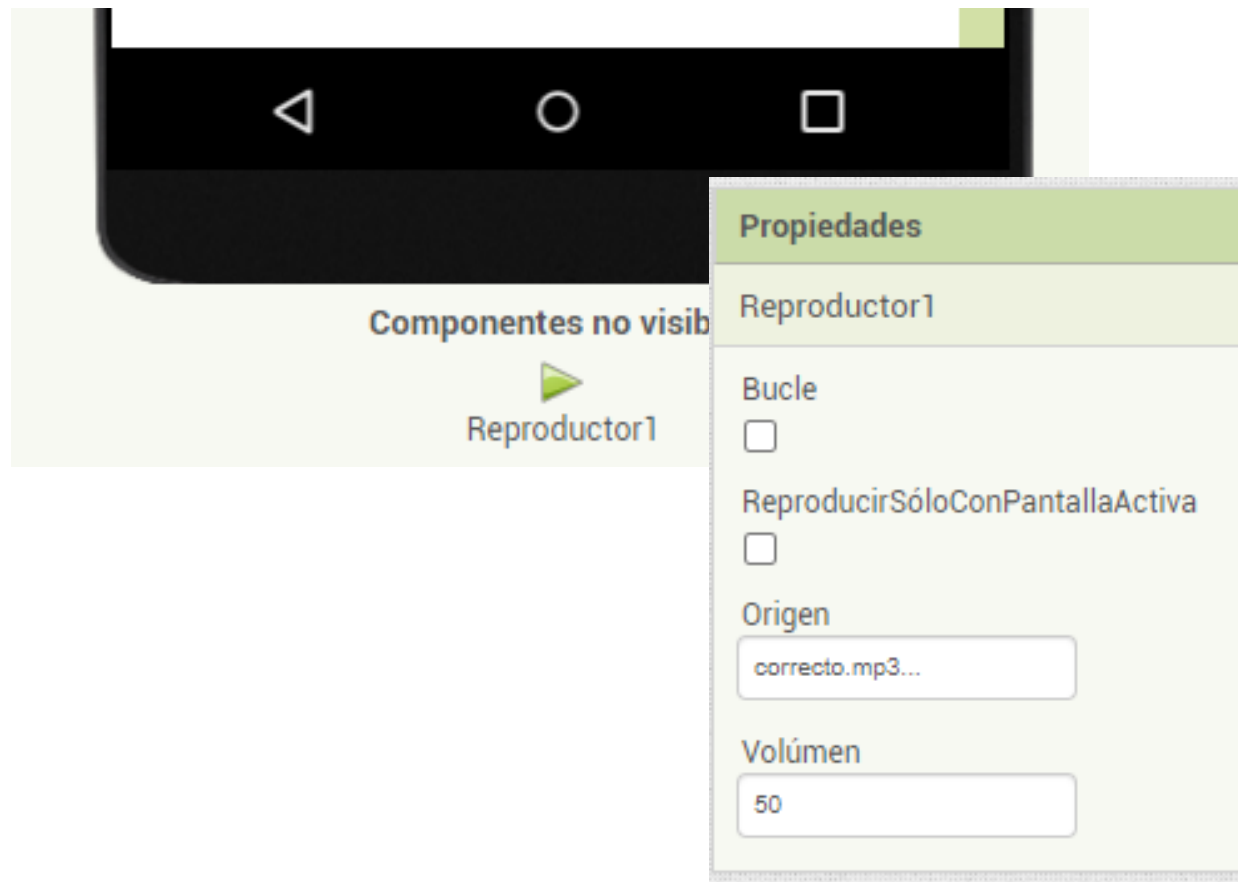 Componentes no visib
Reproductor1
Propiedades
Reproductor1
Bucle
ReproducirSóloConPantallaActiva
Origen
correcto.mp3...
Volúmen
50